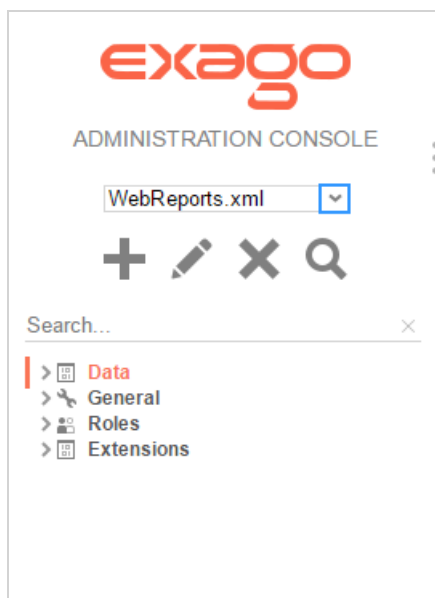 exago
ADMINISTRATION CONSOLE
WebReports.xml
Search...
Data
General
Roles
Extensions